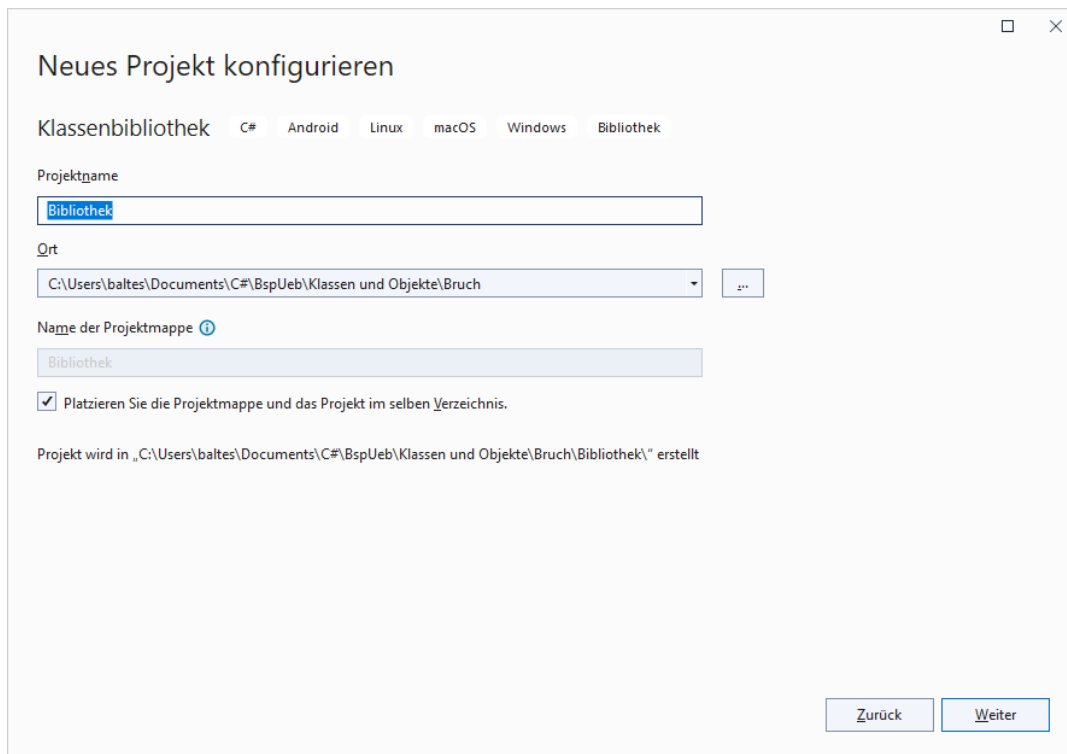 Neues Projekt konfigurieren
Klassenbibliothek C# Android Linux macOS Windows Bibliothek
Projektname
Bibliothek
Ort
C:\Users\baltes\Documents\C#\BspUeb\Klassen und Objekte\Bruch ...
Name der Projektmappe
Bibliothek
Platzieren Sie die Projektmappe und das Projekt im selben Verzeichnis.
Projekt wird in „C:\Users\baltes\Documents\C#\BspUeb\Klassen und Objekte\Bruch\Bibliothek\“ erstellt
Zurück Weiter